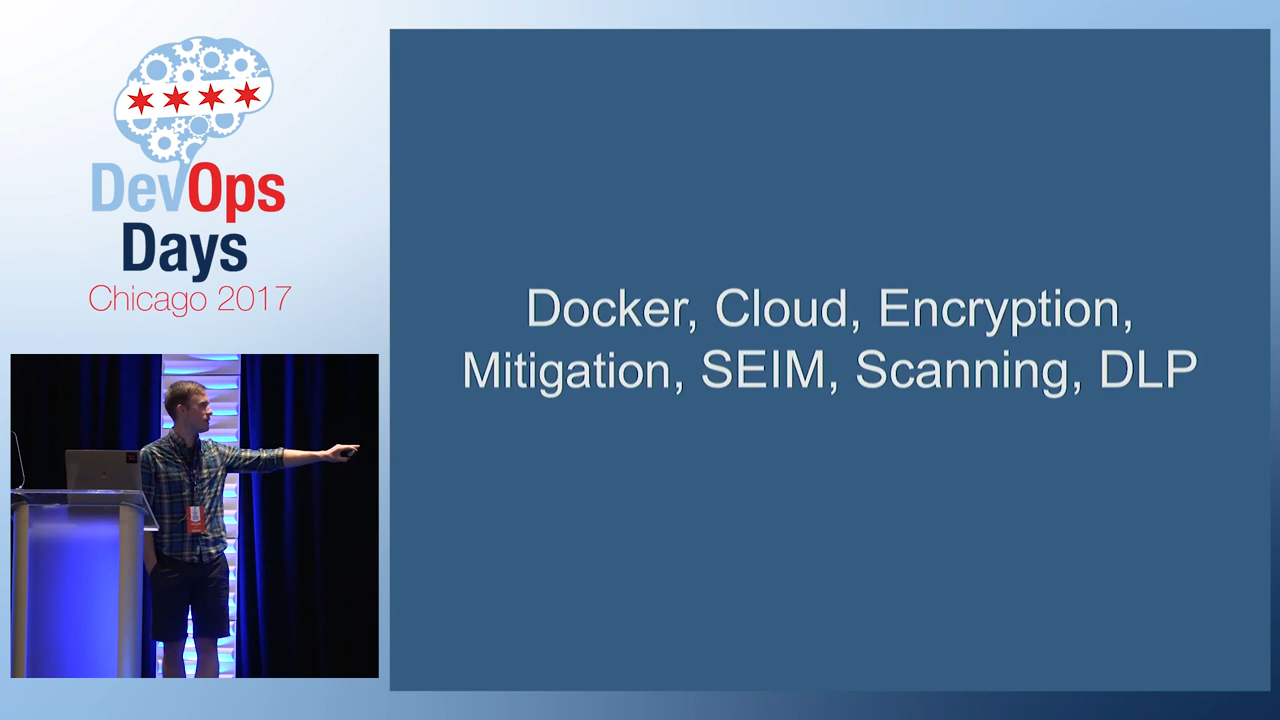 DevOps
Days
Chicago 2017
Docker, Cloud, Encryption,
Mitigation, SEIM, Scanning, DLP